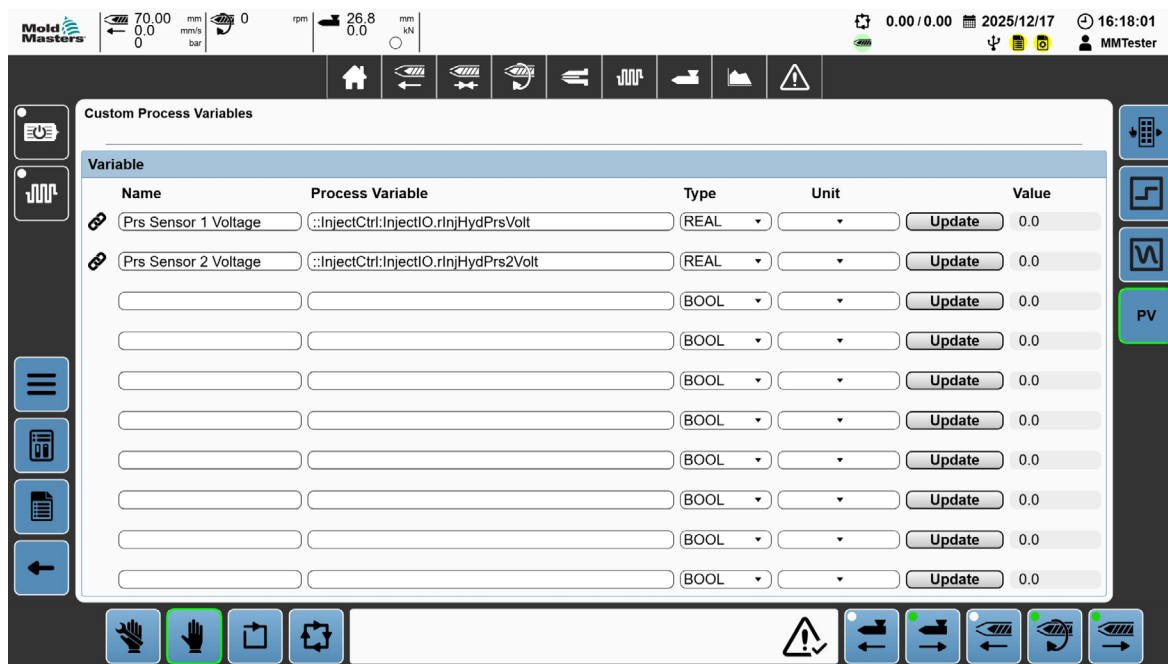 Mold
Masters
70.00 mm
0.0 mm/s
0 bar
0 rpm
26.8 mm
0.0 kN
0.00 / 0.00 2025/12/17 16:18:01
MMTester
Custom Process Variables
Variable
Name Process Variable Type Unit Value
Prs Sensor 1 Voltage ::InjectCtrl:InjectIO.rInjHydPrsVolt REAL Update 0.0
Prs Sensor 2 Voltage ::InjectCtrl:InjectIO.rInjHydPrs2Volt REAL Update 0.0
BOOL Update 0.0
PV
BOOL Update 0.0
BOOL Update 0.0
BOOL Update 0.0
BOOL Update 0.0
BOOL Update 0.0
BOOL Update 0.0
BOOL Update 0.0